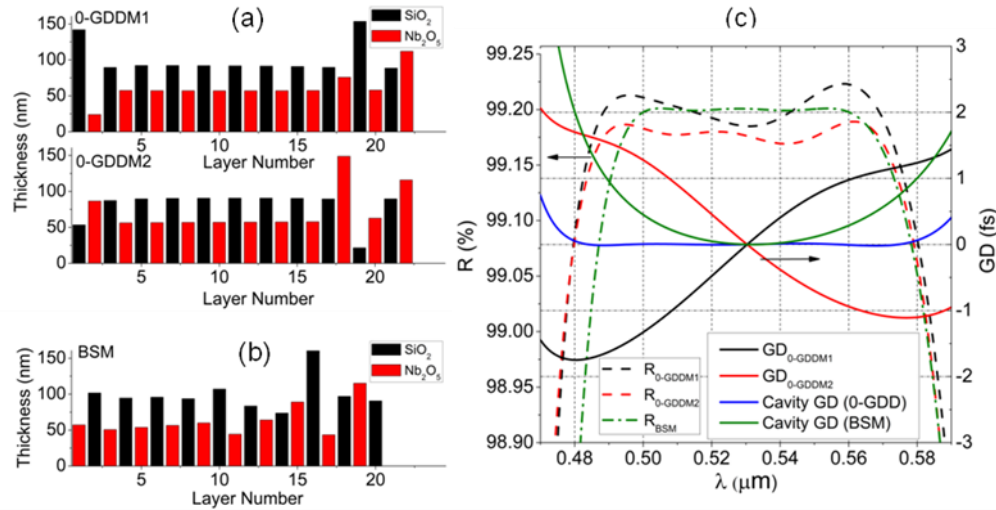 0-GDDM1
(a)
SiO₂
Nb₂O₅
150
100
50
0
5
10
15
20
Layer Number
0-GDDM2
150
100
50
0
5
10
15
20
Layer Number
Thickness (nm)
BSM
(b)
SiO₂
Nb₂O₅
150
100
50
0
5
10
15
20
Layer Number
Thickness (nm)
(c)
99.25
99.20
99.15
99.10
99.05
99.00
98.95
98.90
R (%)
3
2
1
0
-1
-2
-3
GD (fs)
R0-GDDM1
R0-GDDM2
RBSM
GD0-GDDM1
GD0-GDDM2
Cavity GD (0-GDD)
Cavity GD (BSM)
0.48
0.50
0.52
0.54
0.56
0.58
λ (μm)